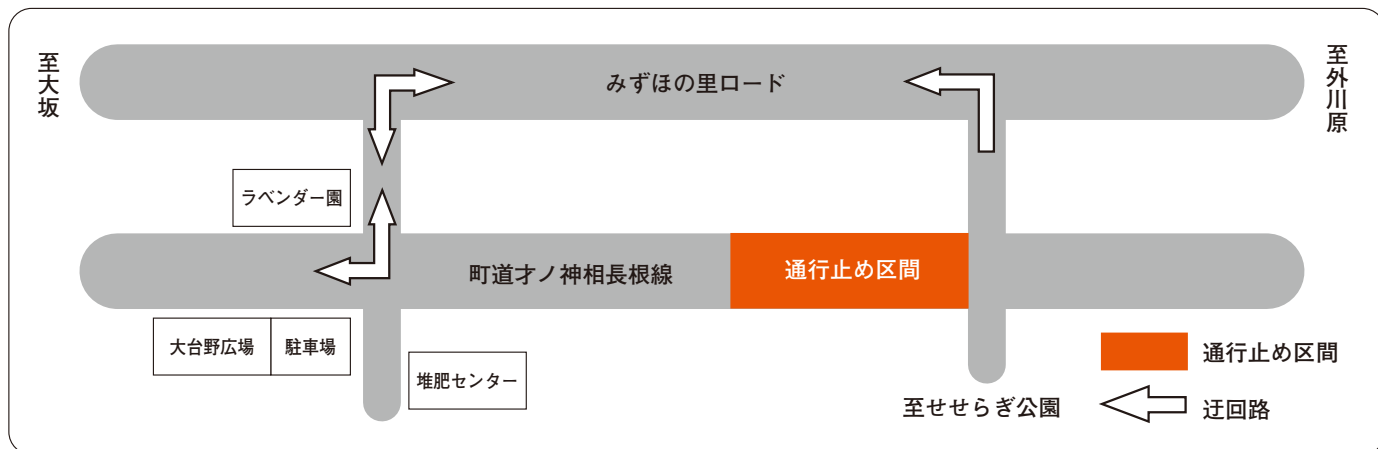 至大坂
みずほの里ロード
至外川原
ラベンダー園
町道才ノ神相長根線
通行止め区間
大台野広場
駐車場
堆肥センター
至せせらぎ公園
通行止め区間
迂回路